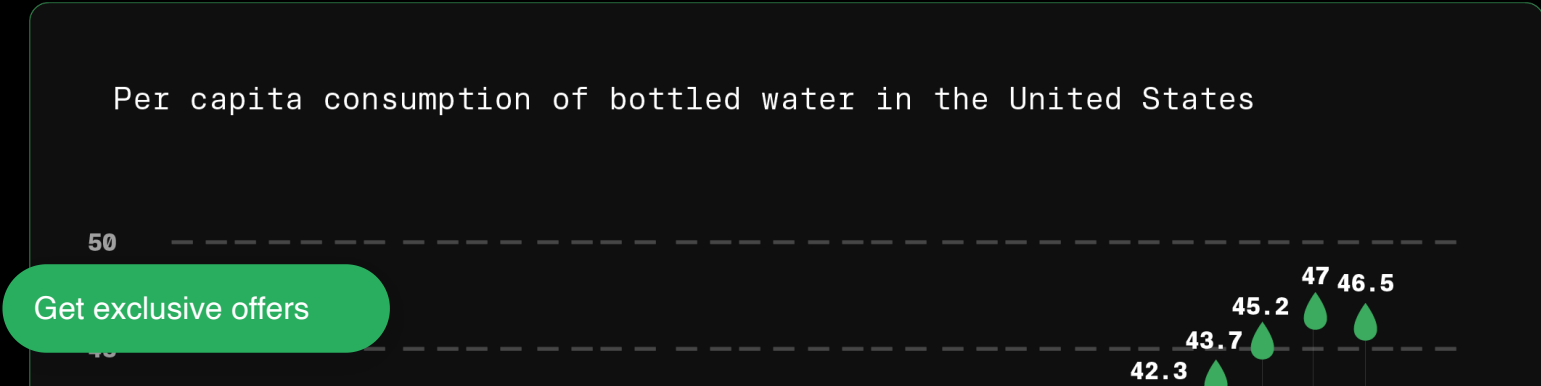 Per capita consumption of bottled water in the United States
50
47 46.5
Get exclusive offers
45.2
43.7
42.3